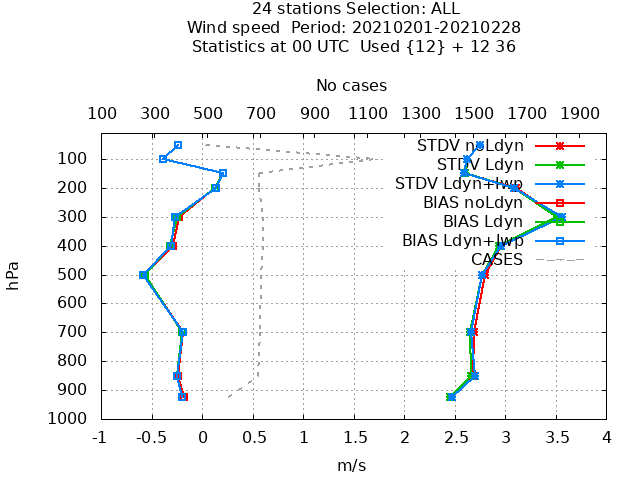 24 stations Selection: ALL
Wind speed  Period: 20210201-20210228
Statistics at 00 UTC  Used {12} + 12 36
No cases
100 300 500 700 900 1100 1300 1500 1700 1900
STDV noLdyn
STDV Ldyn
STDV Ldyn+lwp
BIAS noLdyn
BIAS Ldyn
BIAS Ldyn+lwp
CASES
hPa
100
200
300
400
500
600
700
800
900
1000
-1 -0.5 0 0.5 1 1.5 2 2.5 3 3.5 4
m/s